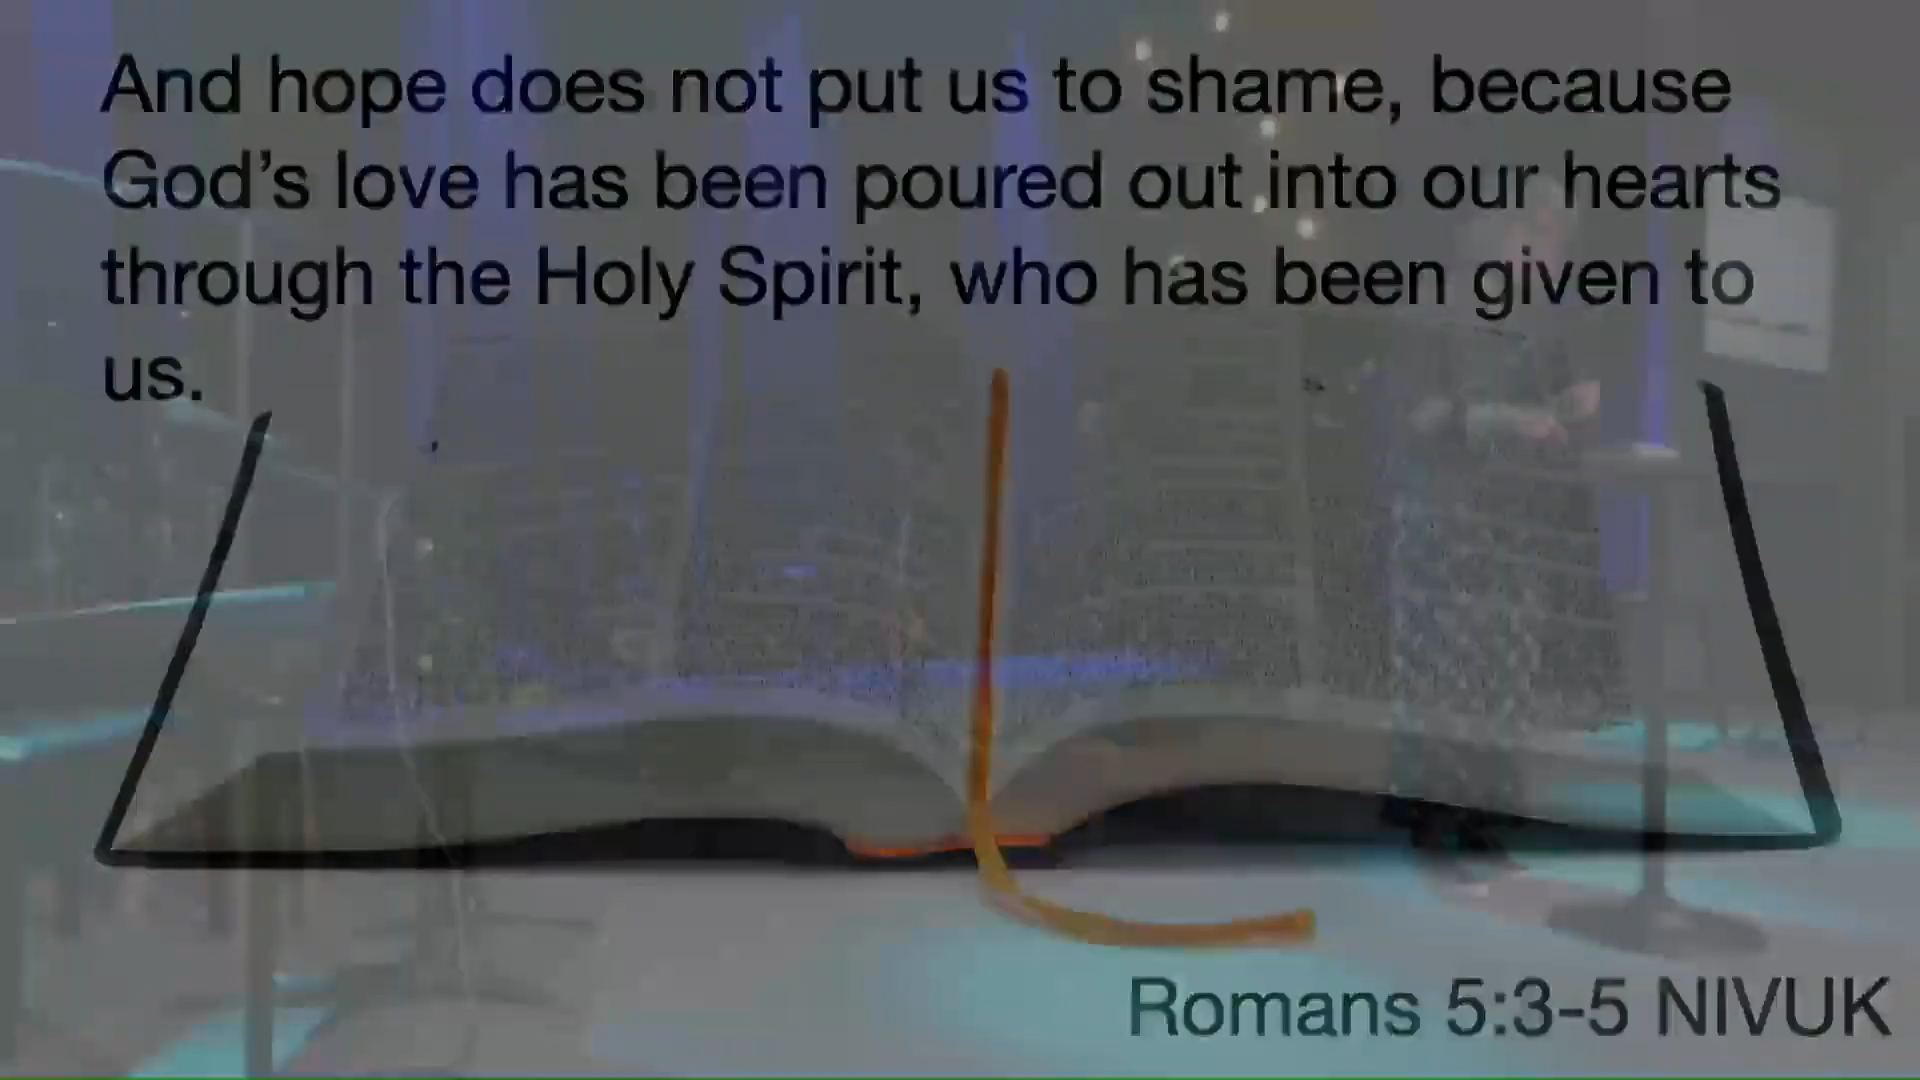 And hope does not put us to shame, because
God’s love has been poured out into our hearts
through the Holy Spirit, who has been given to
us.
Romans 5:3-5 NIVUK